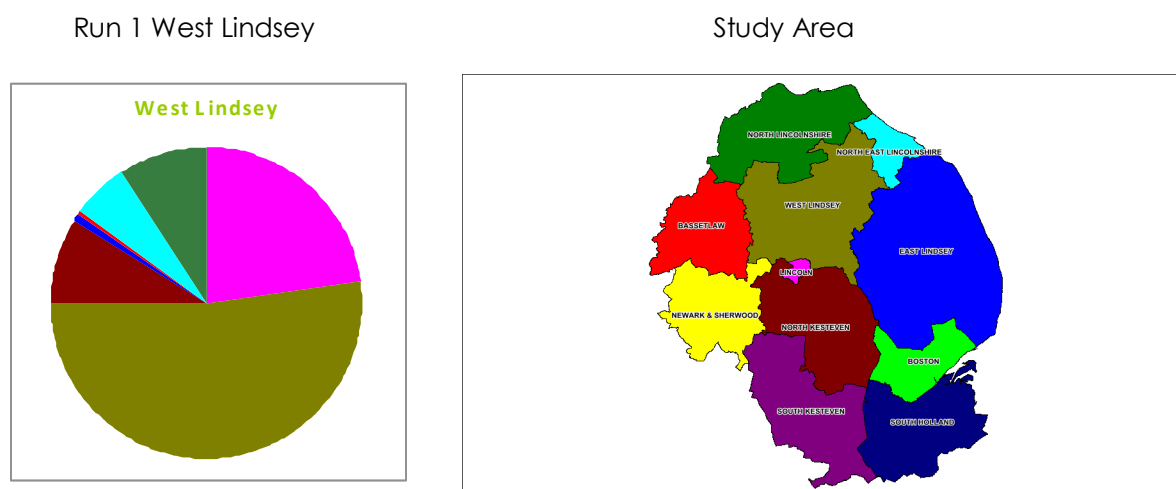 Run 1 West Lindsey
Study Area
West Lindsey
NORTH LINCOLNSHIRE
NORTH EAST LINCOLNSHIRE
WEST LINDSEY
BASSETLAW
EAST LINDSEY
LINCOLN
NEWARK & SHERWOOD
NORTH KESTEVEN
BOSTON
SOUTH KESTEVEN
SOUTH HOLLAND